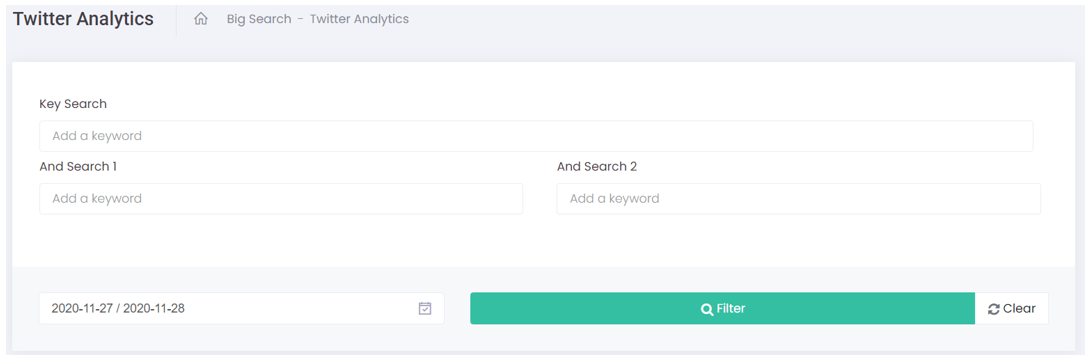 Twitter Analytics Big Search - Twitter Analytics
Key Search
Add a keyword
And Search 1 And Search 2
Add a keyword Add a keyword
2020-11-27 / 2020-11-28 Filter Clear